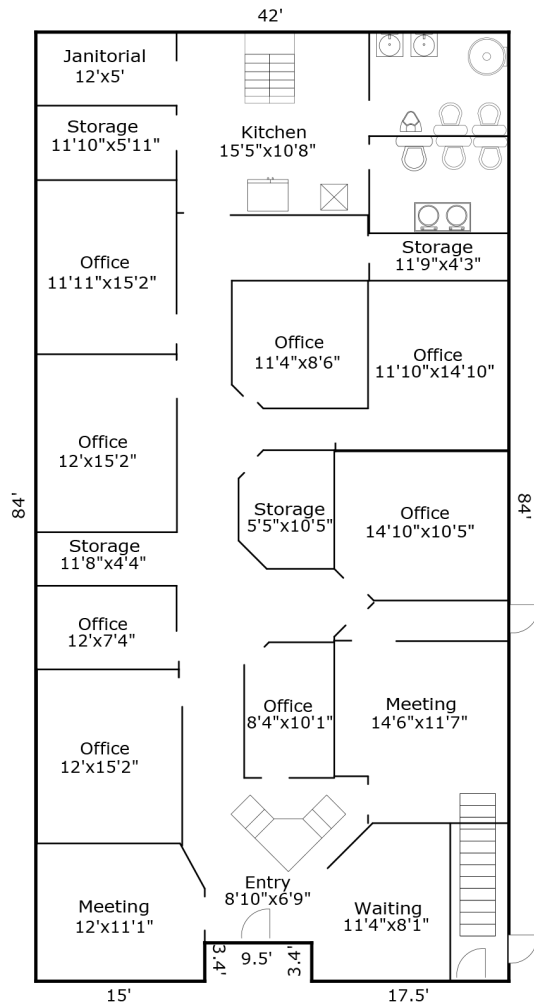 42'
Janitorial
12'x5'
Storage
11'10"x5'11"
Kitchen
15'5"x10'8"
Office
11'11"x15'2"
Storage
11'9"x4'3"
Office
11'4"x8'6"
Office
11'10"x14'10"
Office
12'x15'2"
84'
Storage
5'5"x10'5"
Office
14'10"x10'5"
84'
Storage
11'8"x4'4"
Office
12'x7'4"
Office
8'4"x10'1"
Meeting
14'6"x11'7"
Office
12'x15'2"
Entry
8'10"x6'9"
Meeting
12'x11'1"
Waiting
11'4"x8'1"
3.4'
9.5'
3.4'
15'
17.5'